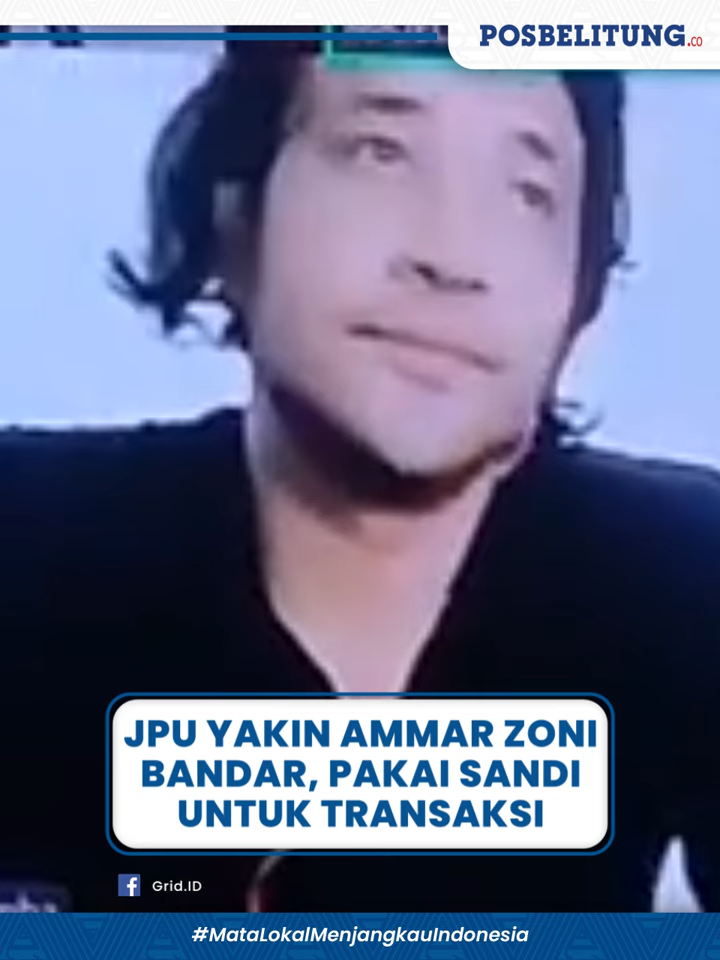 POSBELITUNG.CO
JPU YAKIN AMMAR ZONI
BANDAR, PAKAI SANDI
UNTUK TRANSAKSI
Grid.ID
#MataLokalMenjangkauIndonesia